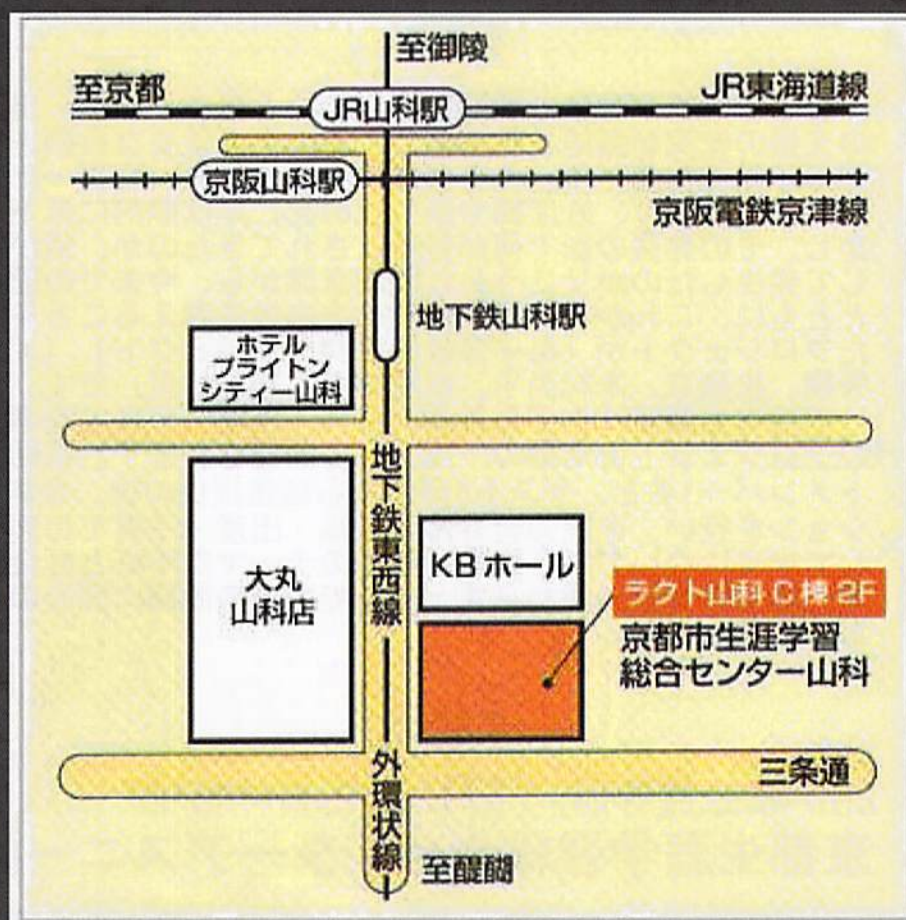 至御陵
至京都
JR東海道線
JR山科駅
京阪山科駅
京阪電鉄京津線
地下鉄山科駅
ホテル
ブライトン
シティー山科
地下鉄東西線
KBホール
大丸
山科店
ラクト山科C棟2F
京都市生涯学習
総合センター山科
三条通
外環状線
至醍醐